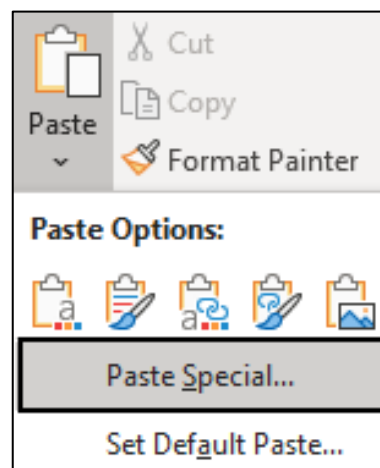 Cut
Copy
Paste
Format Painter
Paste Options:
a
a
Paste Special...
Set Default Paste...